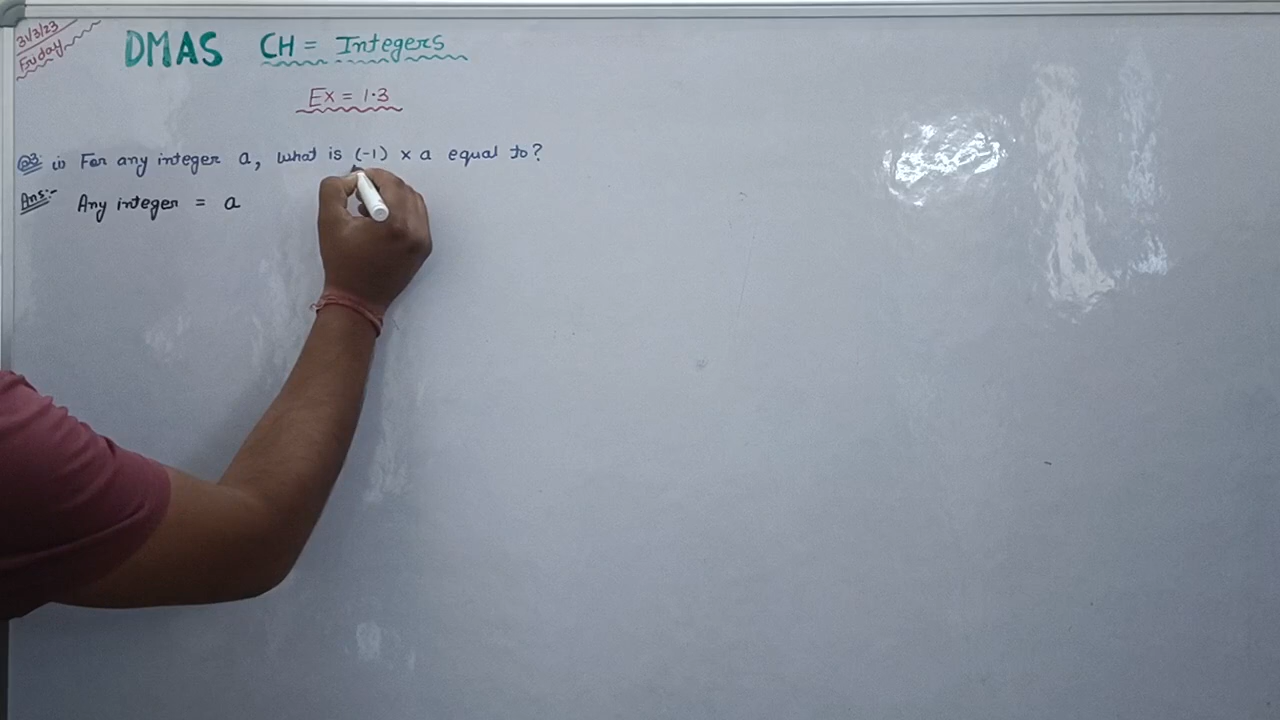 31/3/23
Friday
DMAS CH = Integers
Ex = 1.3
Q3. i) For any integer a, what is (-1) × a equal to?
Ans:- Any integer = a